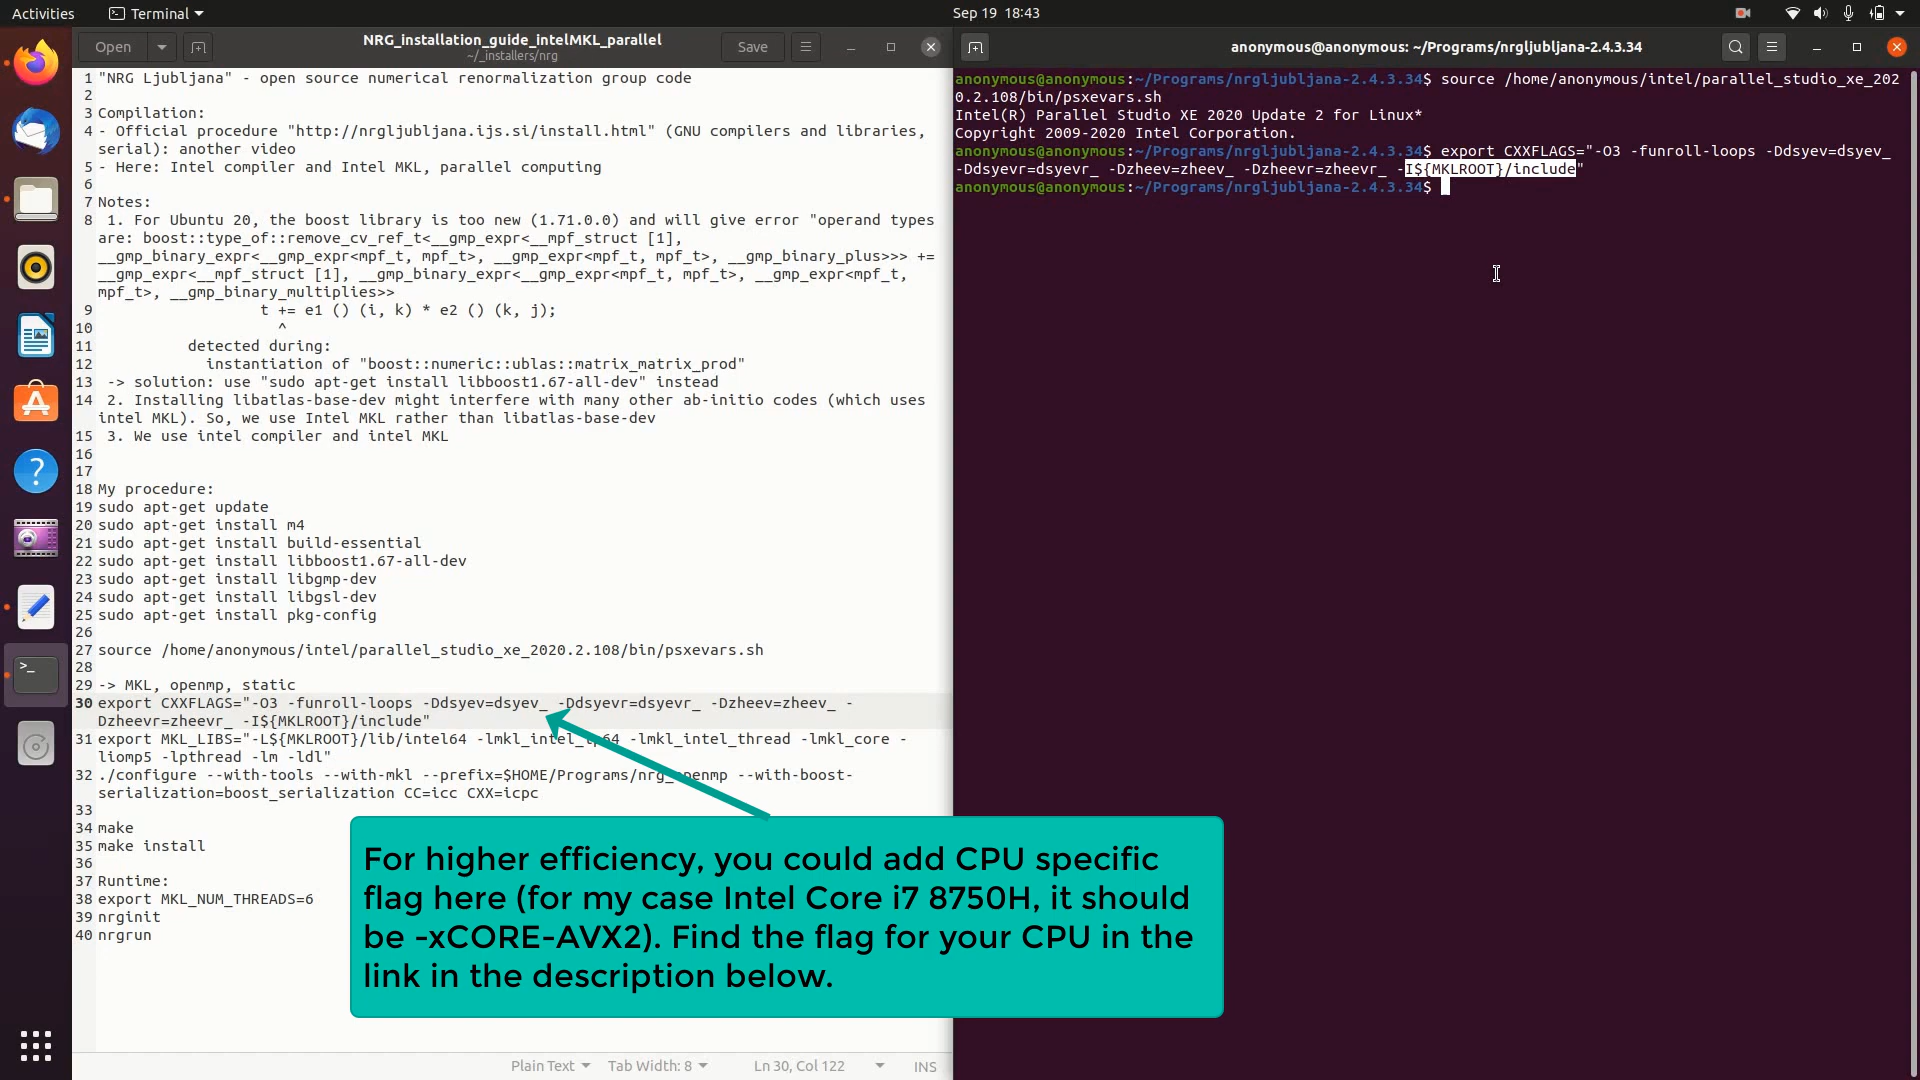 Activities
Terminal
Sep 19 18:43
Open
NRG_installation_guide_intelMKL_parallel
~/_installers/nrg
Save
1 "NRG Ljubljana" - open source numerical renormalization group code
2
3 Compilation:
4 - Official procedure "http://nrgljubljana.ijs.si/install.html" (GNU compilers and libraries,
serial): another video
5 - Here: Intel compiler and Intel MKL, parallel computing
6
7 Notes:
8 1. For Ubuntu 20, the boost library is too new (1.71.0.0) and will give error "operand types
are: boost::type_of::remove_cv_ref_t<__gmp_expr<__mpf_struct [1],
__gmp_binary_expr<__gmp_expr<mpf_t, mpf_t>, __gmp_expr<mpf_t, mpf_t>, __gmp_binary_plus>>> +=
__gmp_expr<__mpf_struct [1], __gmp_binary_expr<__gmp_expr<mpf_t, mpf_t>, __gmp_expr<mpf_t,
mpf_t>, __gmp_binary_multiplies>>
9 t += e1 () (i, k) * e2 () (k, j);
10 ^
11 detected during:
12 instantiation of "boost::numeric::ublas::matrix_matrix_prod"
13 -> solution: use "sudo apt-get install libboost1.67-all-dev" instead
14 2. Installing libatlas-base-dev might interfere with many other ab-initio codes (which uses
intel MKL). So, we use Intel MKL rather than libatlas-base-dev
15 3. We use intel compiler and intel MKL
16
17
18 My procedure:
19 sudo apt-get update
20 sudo apt-get install m4
21 sudo apt-get install build-essential
22 sudo apt-get install libboost1.67-all-dev
23 sudo apt-get install libgmp-dev
24 sudo apt-get install libgsl-dev
25 sudo apt-get install pkg-config
26
27 source /home/anonymous/intel/parallel_studio_xe_2020.2.108/bin/psxevars.sh
28
29 -> MKL, openmp, static
30 export CXXFLAGS="-O3 -funroll-loops -Ddsyev=dsyev_ -Ddsyevr=dsyevr_ -Dzheev=zheev_ -
Dzheevr=zheevr_ -I${MKLROOT}/include"
31 export MKL_LIBS="-L${MKLROOT}/lib/intel64 -lmkl_intel_lp64 -lmkl_intel_thread -lmkl_core -
liomp5 -lpthread -lm -ldl"
32 ./configure --with-tools --with-mkl --prefix=$HOME/Programs/nrg_openmp --with-boost-
serialization=boost_serialization CC=icc CXX=icpc
33
34 make
35 make install
36
37 Runtime:
38 export MKL_NUM_THREADS=6
39 nrginit
40 nrgrun
Plain Text
Tab Width: 8
Ln 30, Col 122
INS
anonymous@anonymous: ~/Programs/nrgljubljana-2.4.3.34
anonymous@anonymous:~/Programs/nrgljubljana-2.4.3.34$ source /home/anonymous/intel/parallel_studio_xe_202
0.2.108/bin/psxevars.sh
Intel(R) Parallel Studio XE 2020 Update 2 for Linux*
Copyright 2009-2020 Intel Corporation.
anonymous@anonymous:~/Programs/nrgljubljana-2.4.3.34$ export CXXFLAGS="-O3 -funroll-loops -Ddsyev=dsyev_
-Ddsyevr=dsyevr_ -Dzheev=zheev_ -Dzheevr=zheevr_ -I${MKLROOT}/include"
anonymous@anonymous:~/Programs/nrgljubljana-2.4.3.34$
For higher efficiency, you could add CPU specific
flag here (for my case Intel Core i7 8750H, it should
be -xCORE-AVX2). Find the flag for your CPU in the
link in the description below.